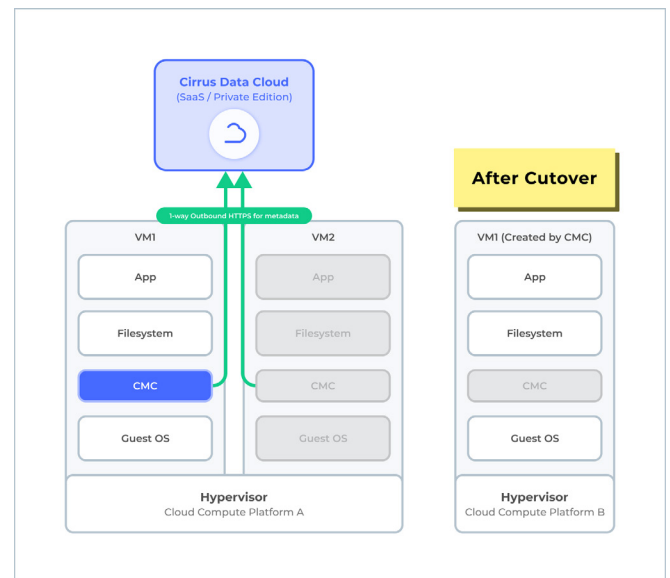 Cirrus Data Cloud
(SaaS / Private Edition)
After Cutover
1-way Outbound HTTPS for metadata
VM1
App
Filesystem
CMC
Guest OS
VM2
App
Filesystem
CMC
Guest OS
Hypervisor
Cloud Compute Platform A
VM1 (Created by CMC)
App
Filesystem
CMC
Guest OS
Hypervisor
Cloud Compute Platform B